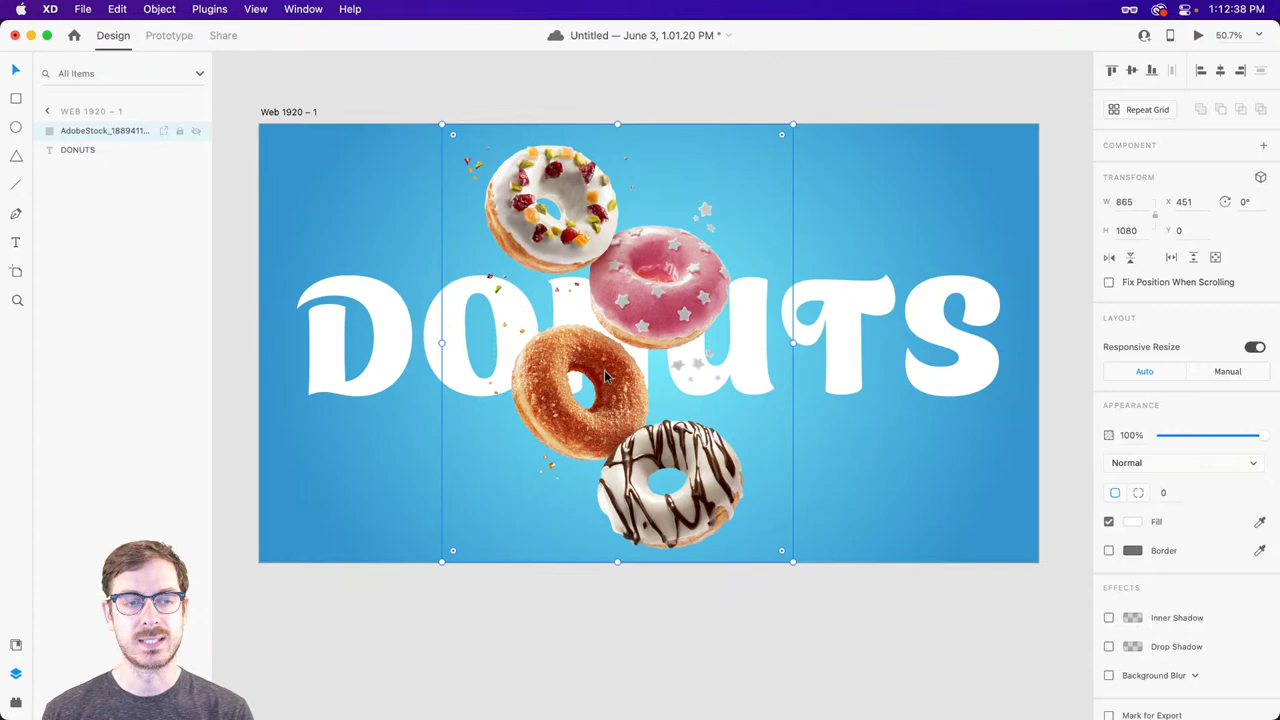 XD File Edit Object Plugins View Window Help 1:12:38 PM
Design Prototype Share Untitled — June 3, 1.01.20 PM * 50.7%
All Items
WEB 1920 – 1
AdobeStock_1889411...
DONUTS
Web 1920 – 1
DONUTS
Repeat Grid
COMPONENT
TRANSFORM
W 865 X 451 0°
H 1080 Y 0
Fix Position When Scrolling
LAYOUT
Responsive Resize
Auto Manual
APPEARANCE
100%
Normal
0
Fill
Border
EFFECTS
Inner Shadow
Drop Shadow
Background Blur
Mark for Export